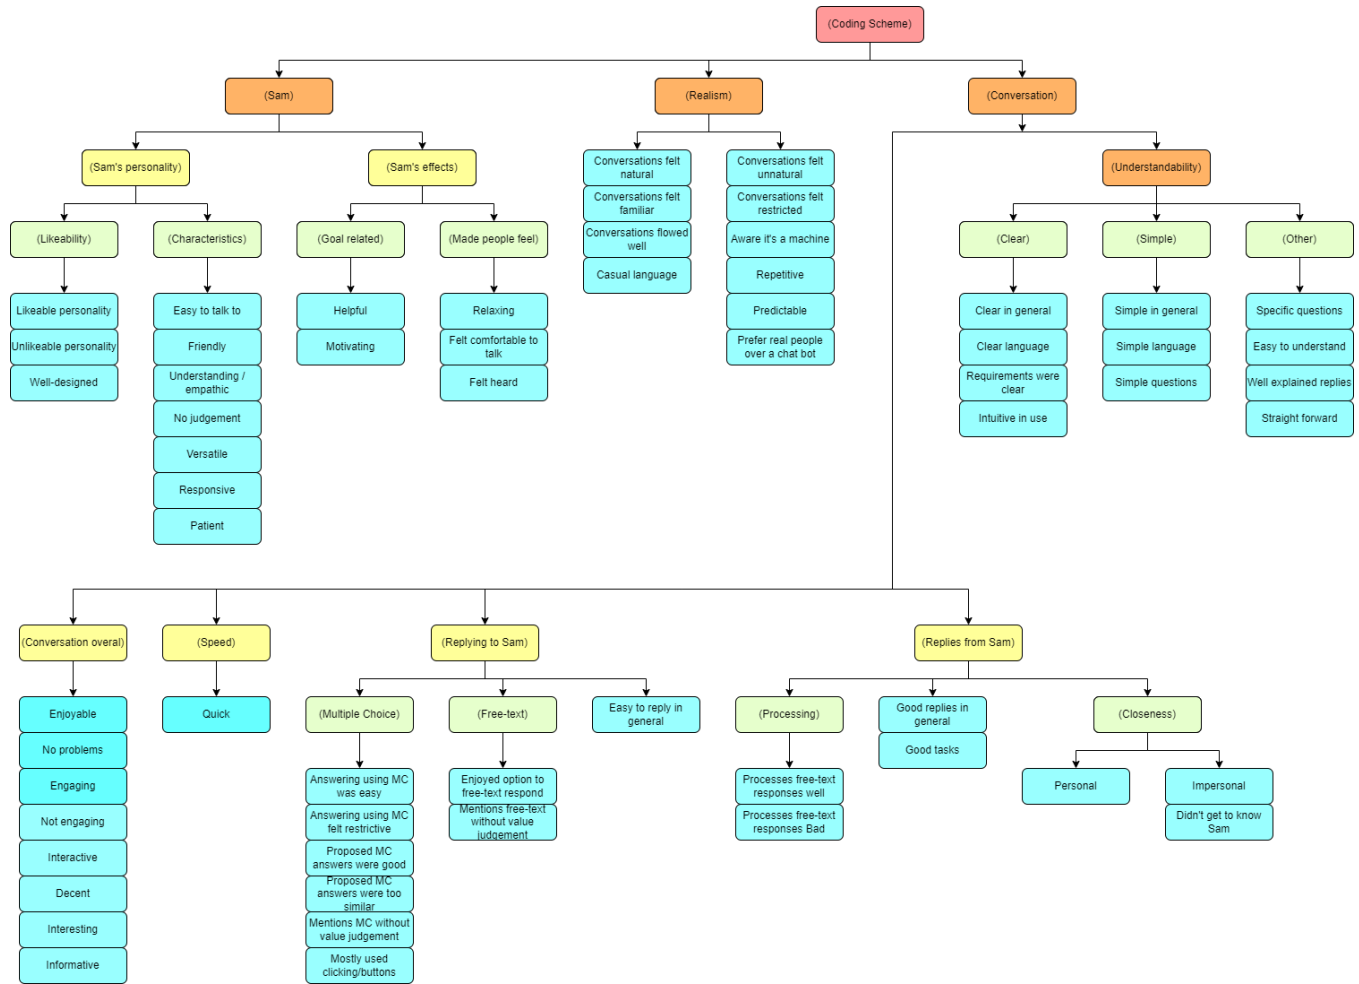 (Coding Scheme)
(Sam)
(Realism)
(Conversation)
(Sam's personality)
(Sam's effects)
Conversations felt
natural
Conversations felt
familiar
Conversations flowed
well
Casual language
Conversations felt
unnatural
Conversations felt
restricted
Aware it's a machine
Repetitive
Predictable
Prefer real people
over a chat bot
(Understandability)
(Likeability)
(Characteristics)
(Goal related)
(Made people feel)
(Clear)
(Simple)
(Other)
Likeable personality
Unlikeable personality
Well-designed
Easy to talk to
Friendly
Understanding /
empathic
No judgement
Versatile
Responsive
Patient
Helpful
Motivating
Relaxing
Felt comfortable to
talk
Felt heard
Clear in general
Clear language
Requirements were
clear
Intuitive in use
Simple in general
Simple language
Simple questions
Specific questions
Easy to understand
Well explained replies
Straight forward
(Conversation overal)
(Speed)
(Replying to Sam)
(Replies from Sam)
Enjoyable
No problems
Engaging
Not engaging
Interactive
Decent
Interesting
Informative
Quick
(Multiple Choice)
(Free-text)
Easy to reply in
general
Answering using MC
was easy
Answering using MC
felt restrictive
Proposed MC
answers were good
Proposed MC
answers were too
similar
Mentions MC without
value judgement
Mostly used
clicking/buttons
Enjoyed option to
free-text respond
Mentions free-text
without value
judgement
(Processing)
Good replies in
general
Good tasks
(Closeness)
Processes free-text
responses well
Processes free-text
responses Bad
Personal
Impersonal
Didn't get to know
Sam